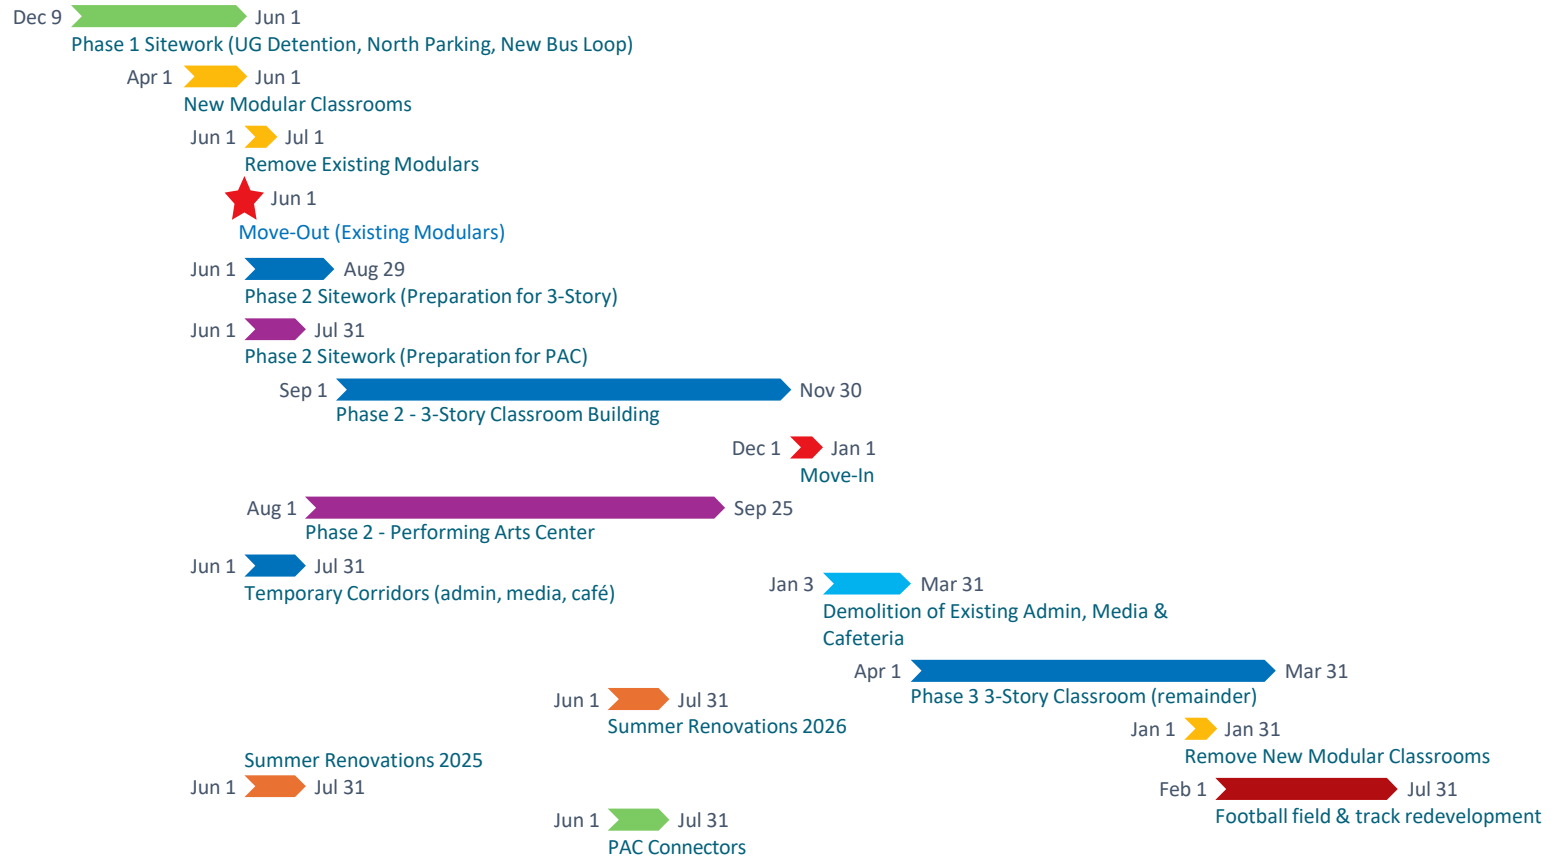 Dec 9 Jun 1
Phase 1 Sitework (UG Detention, North Parking, New Bus Loop)
Apr 1 Jun 1
New Modular Classrooms
Jun 1 Jul 1
Remove Existing Modulars
Jun 1
Move-Out (Existing Modulars)
Jun 1 Aug 29
Phase 2 Sitework (Preparation for 3-Story)
Jun 1 Jul 31
Phase 2 Sitework (Preparation for PAC)
Sep 1 Nov 30
Phase 2 - 3-Story Classroom Building
Dec 1 Jan 1
Move-In
Aug 1 Sep 25
Phase 2 - Performing Arts Center
Jun 1 Jul 31
Temporary Corridors (admin, media, café)
Jan 3 Mar 31
Demolition of Existing Admin, Media &
Cafeteria
Apr 1 Mar 31
Phase 3 3-Story Classroom (remainder)
Jun 1 Jul 31
Summer Renovations 2026
Jan 1 Jan 31
Remove New Modular Classrooms
Summer Renovations 2025
Jun 1 Jul 31
Feb 1 Jul 31
Football field & track redevelopment
Jun 1 Jul 31
PAC Connectors